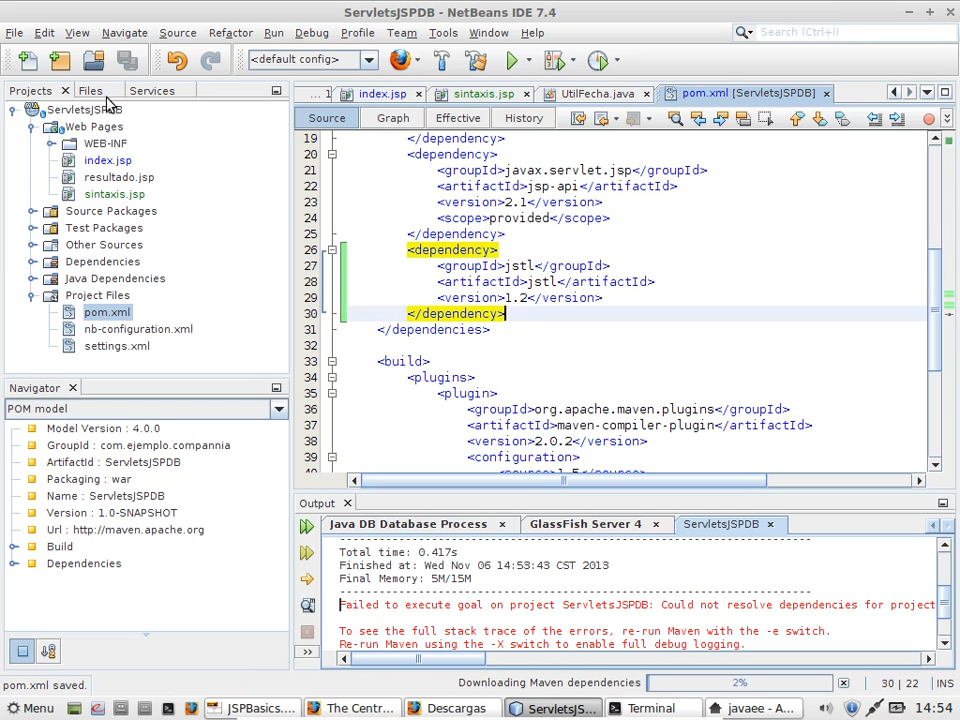 ServletsJSPDB - NetBeans IDE 7.4
File Edit View Navigate Source Refactor Run Debug Profile Team Tools Window Help
Search (Ctrl+I)
<default config>
Projects Files Services
... 1 index.jsp sintaxis.jsp UtilFecha.java pom.xml [ServletsJSPDB]
Source Graph Effective History
ServletsJSPDB
Web Pages
WEB-INF
index.jsp
resultado.jsp
sintaxis.jsp
Source Packages
Test Packages
Other Sources
Dependencies
Java Dependencies
Project Files
pom.xml
nb-configuration.xml
settings.xml
Navigator
POM model
Model Version : 4.0.0
GroupId : com.ejemplo.compannia
ArtifactId : ServletsJSPDB
Packaging : war
Name : ServletsJSPDB
Version : 1.0-SNAPSHOT
Url : http://maven.apache.org
Build
Dependencies
19 </dependency>
20 <dependency>
21 <groupId>javax.servlet.jsp</groupId>
22 <artifactId>jsp-api</artifactId>
23 <version>2.1</version>
24 <scope>provided</scope>
25 </dependency>
26 <dependency>
27 <groupId>jstl</groupId>
28 <artifactId>jstl</artifactId>
29 <version>1.2</version>
30 </dependency>
31 </dependencies>
32
33 <build>
34 <plugins>
35 <plugin>
36 <groupId>org.apache.maven.plugins</groupId>
37 <artifactId>maven-compiler-plugin</artifactId>
38 <version>2.0.2</version>
39 <configuration>
40 <source>1.5</source>
Output
Java DB Database Process GlassFish Server 4 ServletsJSPDB
------------------------------------------------------------------------
Total time: 0.417s
Finished at: Wed Nov 06 14:53:43 CST 2013
Final Memory: 5M/15M
------------------------------------------------------------------------
Failed to execute goal on project ServletsJSPDB: Could not resolve dependencies for project
To see the full stack trace of the errors, re-run Maven with the -e switch.
Re-run Maven using the -X switch to enable full debug logging.
pom.xml saved. Downloading Maven dependencies 2% 30 | 22 INS
Menu JSPBasics.... The Centr... Descargas ServletsJS... Terminal javaee - A... 14:54